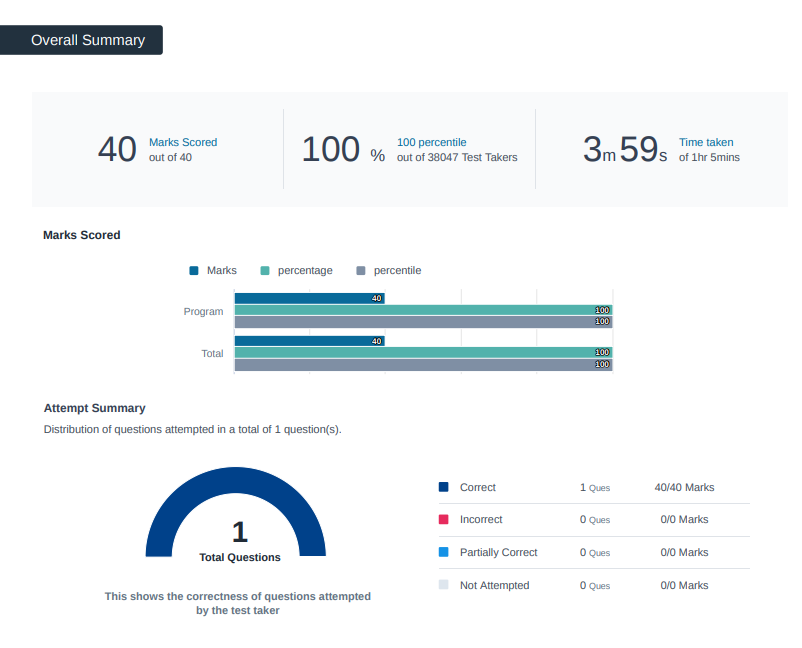 Overall Summary
40 Marks Scored
out of 40
100 % 100 percentile
out of 38047 Test Takers
3m 59s Time taken
of 1hr 5mins
Marks Scored
Marks percentage percentile
Program 40
100
100
Total 40
100
100
Attempt Summary
Distribution of questions attempted in a total of 1 question(s).
1
Total Questions
This shows the correctness of questions attempted
by the test taker
Correct 1 Ques 40/40 Marks
Incorrect 0 Ques 0/0 Marks
Partially Correct 0 Ques 0/0 Marks
Not Attempted 0 Ques 0/0 Marks